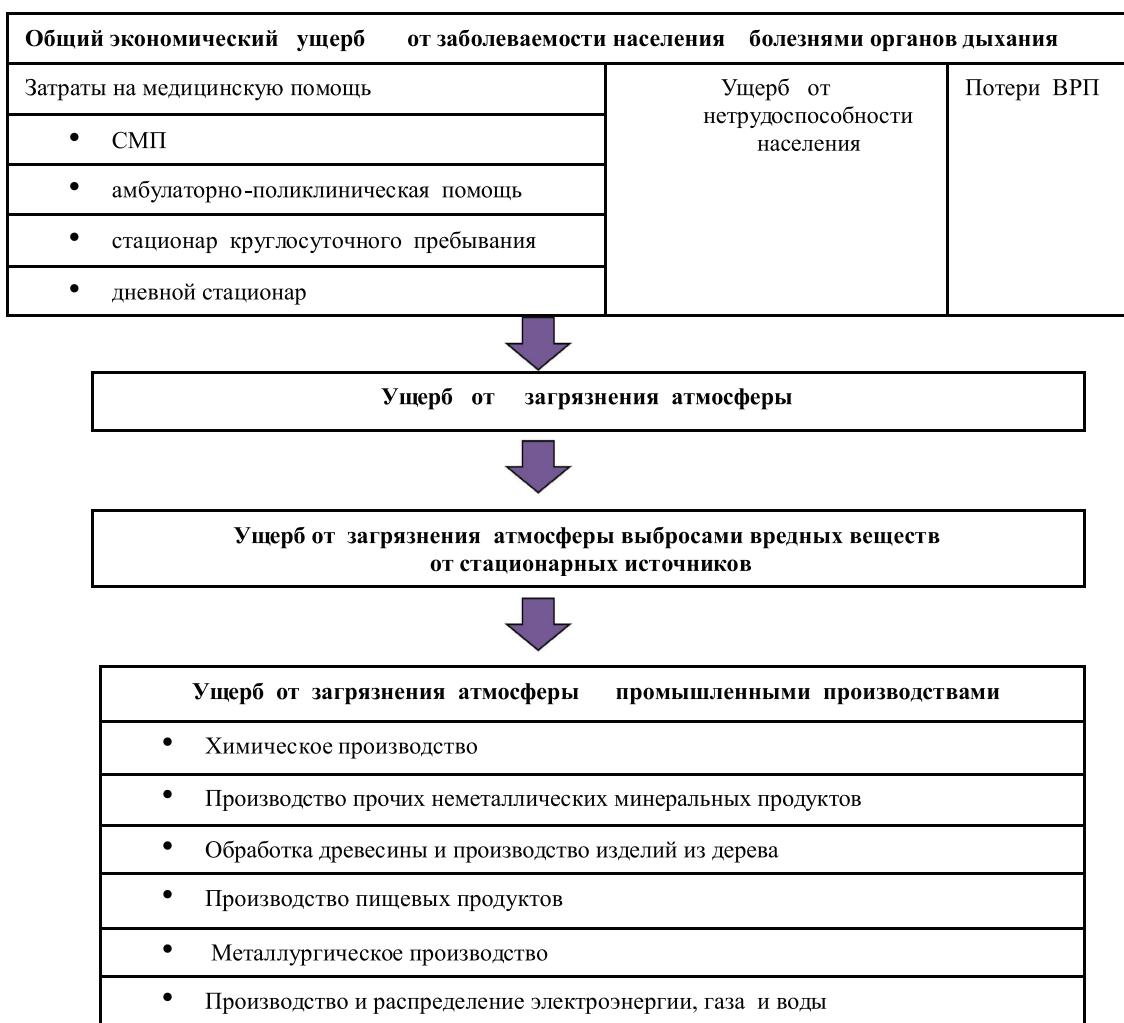 Общий экономический ущерб от заболеваемости населения болезнями органов дыхания
Затраты на медицинскую помощь
• СМП
• амбулаторно-поликлиническая помощь
• стационар круглосуточного пребывания
• дневной стационар
Ущерб от
нетрудоспособности
населения
Потери ВРП
Ущерб от загрязнения атмосферы
Ущерб от загрязнения атмосферы выбросами вредных веществ
от стационарных источников
Ущерб от загрязнения атмосферы промышленными производствами
• Химическое производство
• Производство прочих неметаллических минеральных продуктов
• Обработка древесины и производство изделий из дерева
• Производство пищевых продуктов
• Металлургическое производство
• Производство и распределение электроэнергии, газа и воды